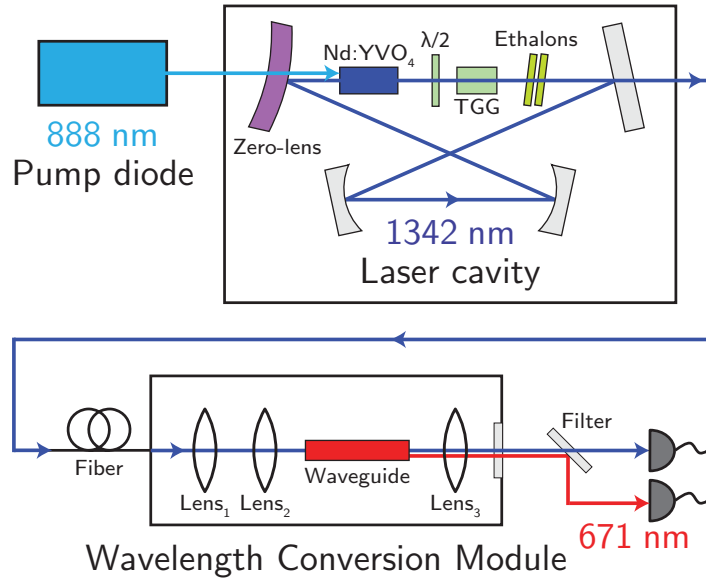 Nd:YVO₄
λ/2
Ethalons
TGG
888 nm
Pump diode
Zero-lens
1342 nm
Laser cavity
Fiber
Lens₁
Lens₂
Waveguide
Lens₃
Filter
671 nm
Wavelength Conversion Module